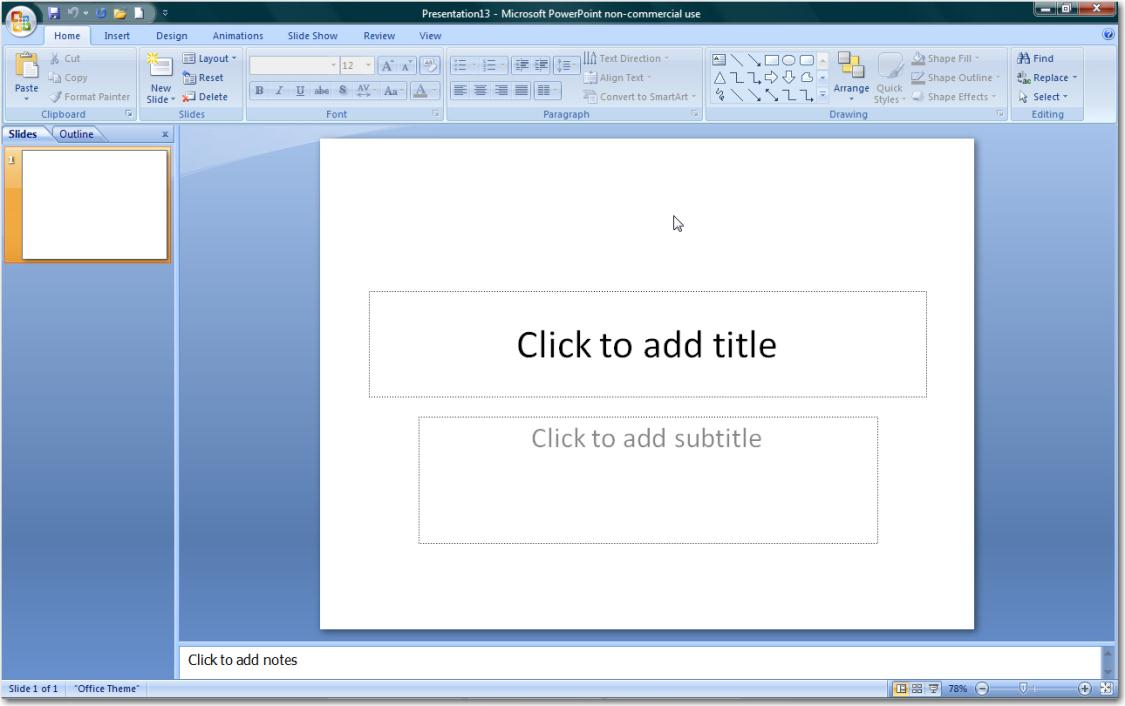 Presentation13 - Microsoft PowerPoint non-commercial use
Home Insert Design Animations Slide Show Review View
Paste
Cut
Copy
Format Painter
Clipboard
New
Slide
Layout
Reset
Delete
Slides
12
A A
B I U abc S AV Aa A
Font
Text Direction
Align Text
Convert to SmartArt
Paragraph
A
Arrange
Quick
Styles
Shape Fill
Shape Outline
Shape Effects
Drawing
Find
Replace
Select
Editing
Slides Outline x
1
Click to add title
Click to add subtitle
Click to add notes
Slide 1 of 1 "Office Theme" 78%